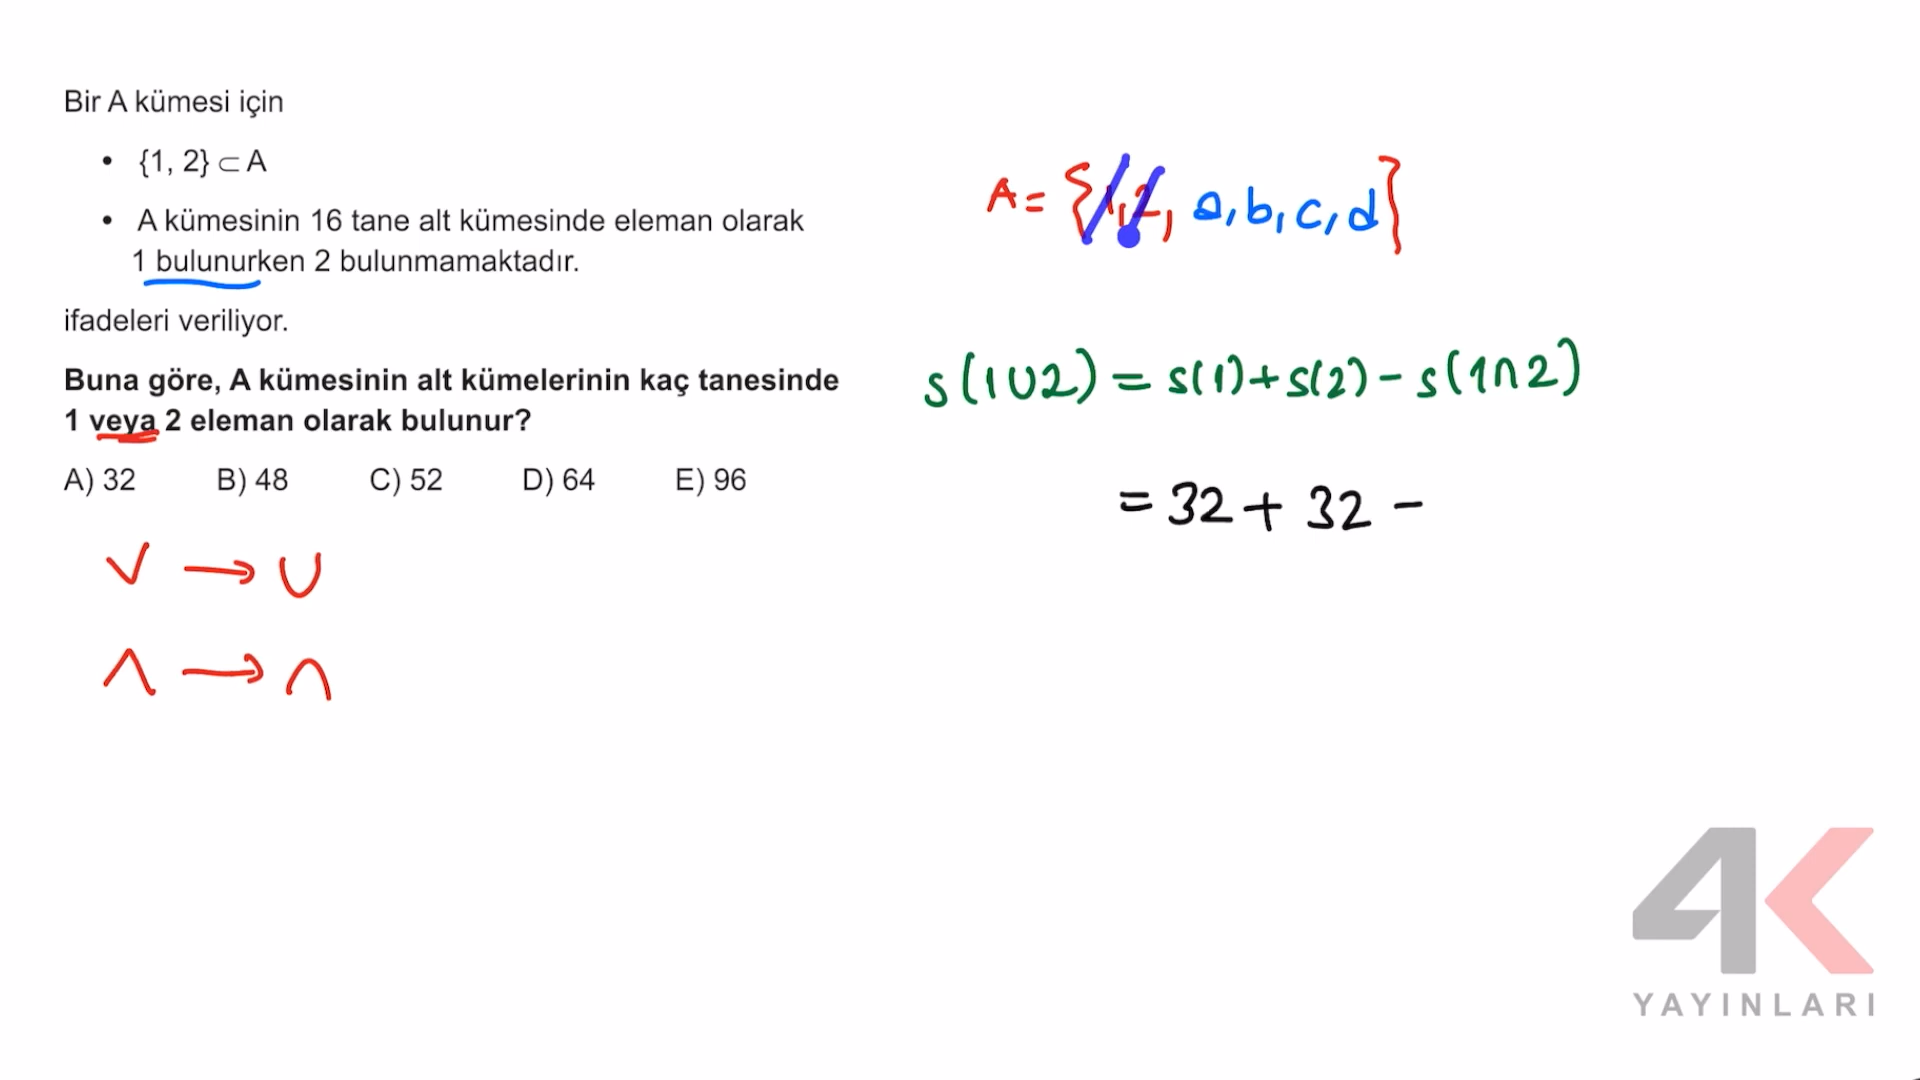 Bir A kümesi için
• {1, 2} ⊂ A
• A kümesinin 16 tane alt kümesinde eleman olarak
1 bulunurken 2 bulunmamaktadır.
ifadeleri veriliyor.
Buna göre, A kümesinin alt kümelerinin kaç tanesinde
1 veya 2 eleman olarak bulunur?
A) 32 B) 48 C) 52 D) 64 E) 96
∨ → ∪
∧ → ∩
A = {1, 2, a, b, c, d}
s(1∪2) = s(1) + s(2) - s(1∩2)
= 32 + 32 -
4K
YAYINLARI